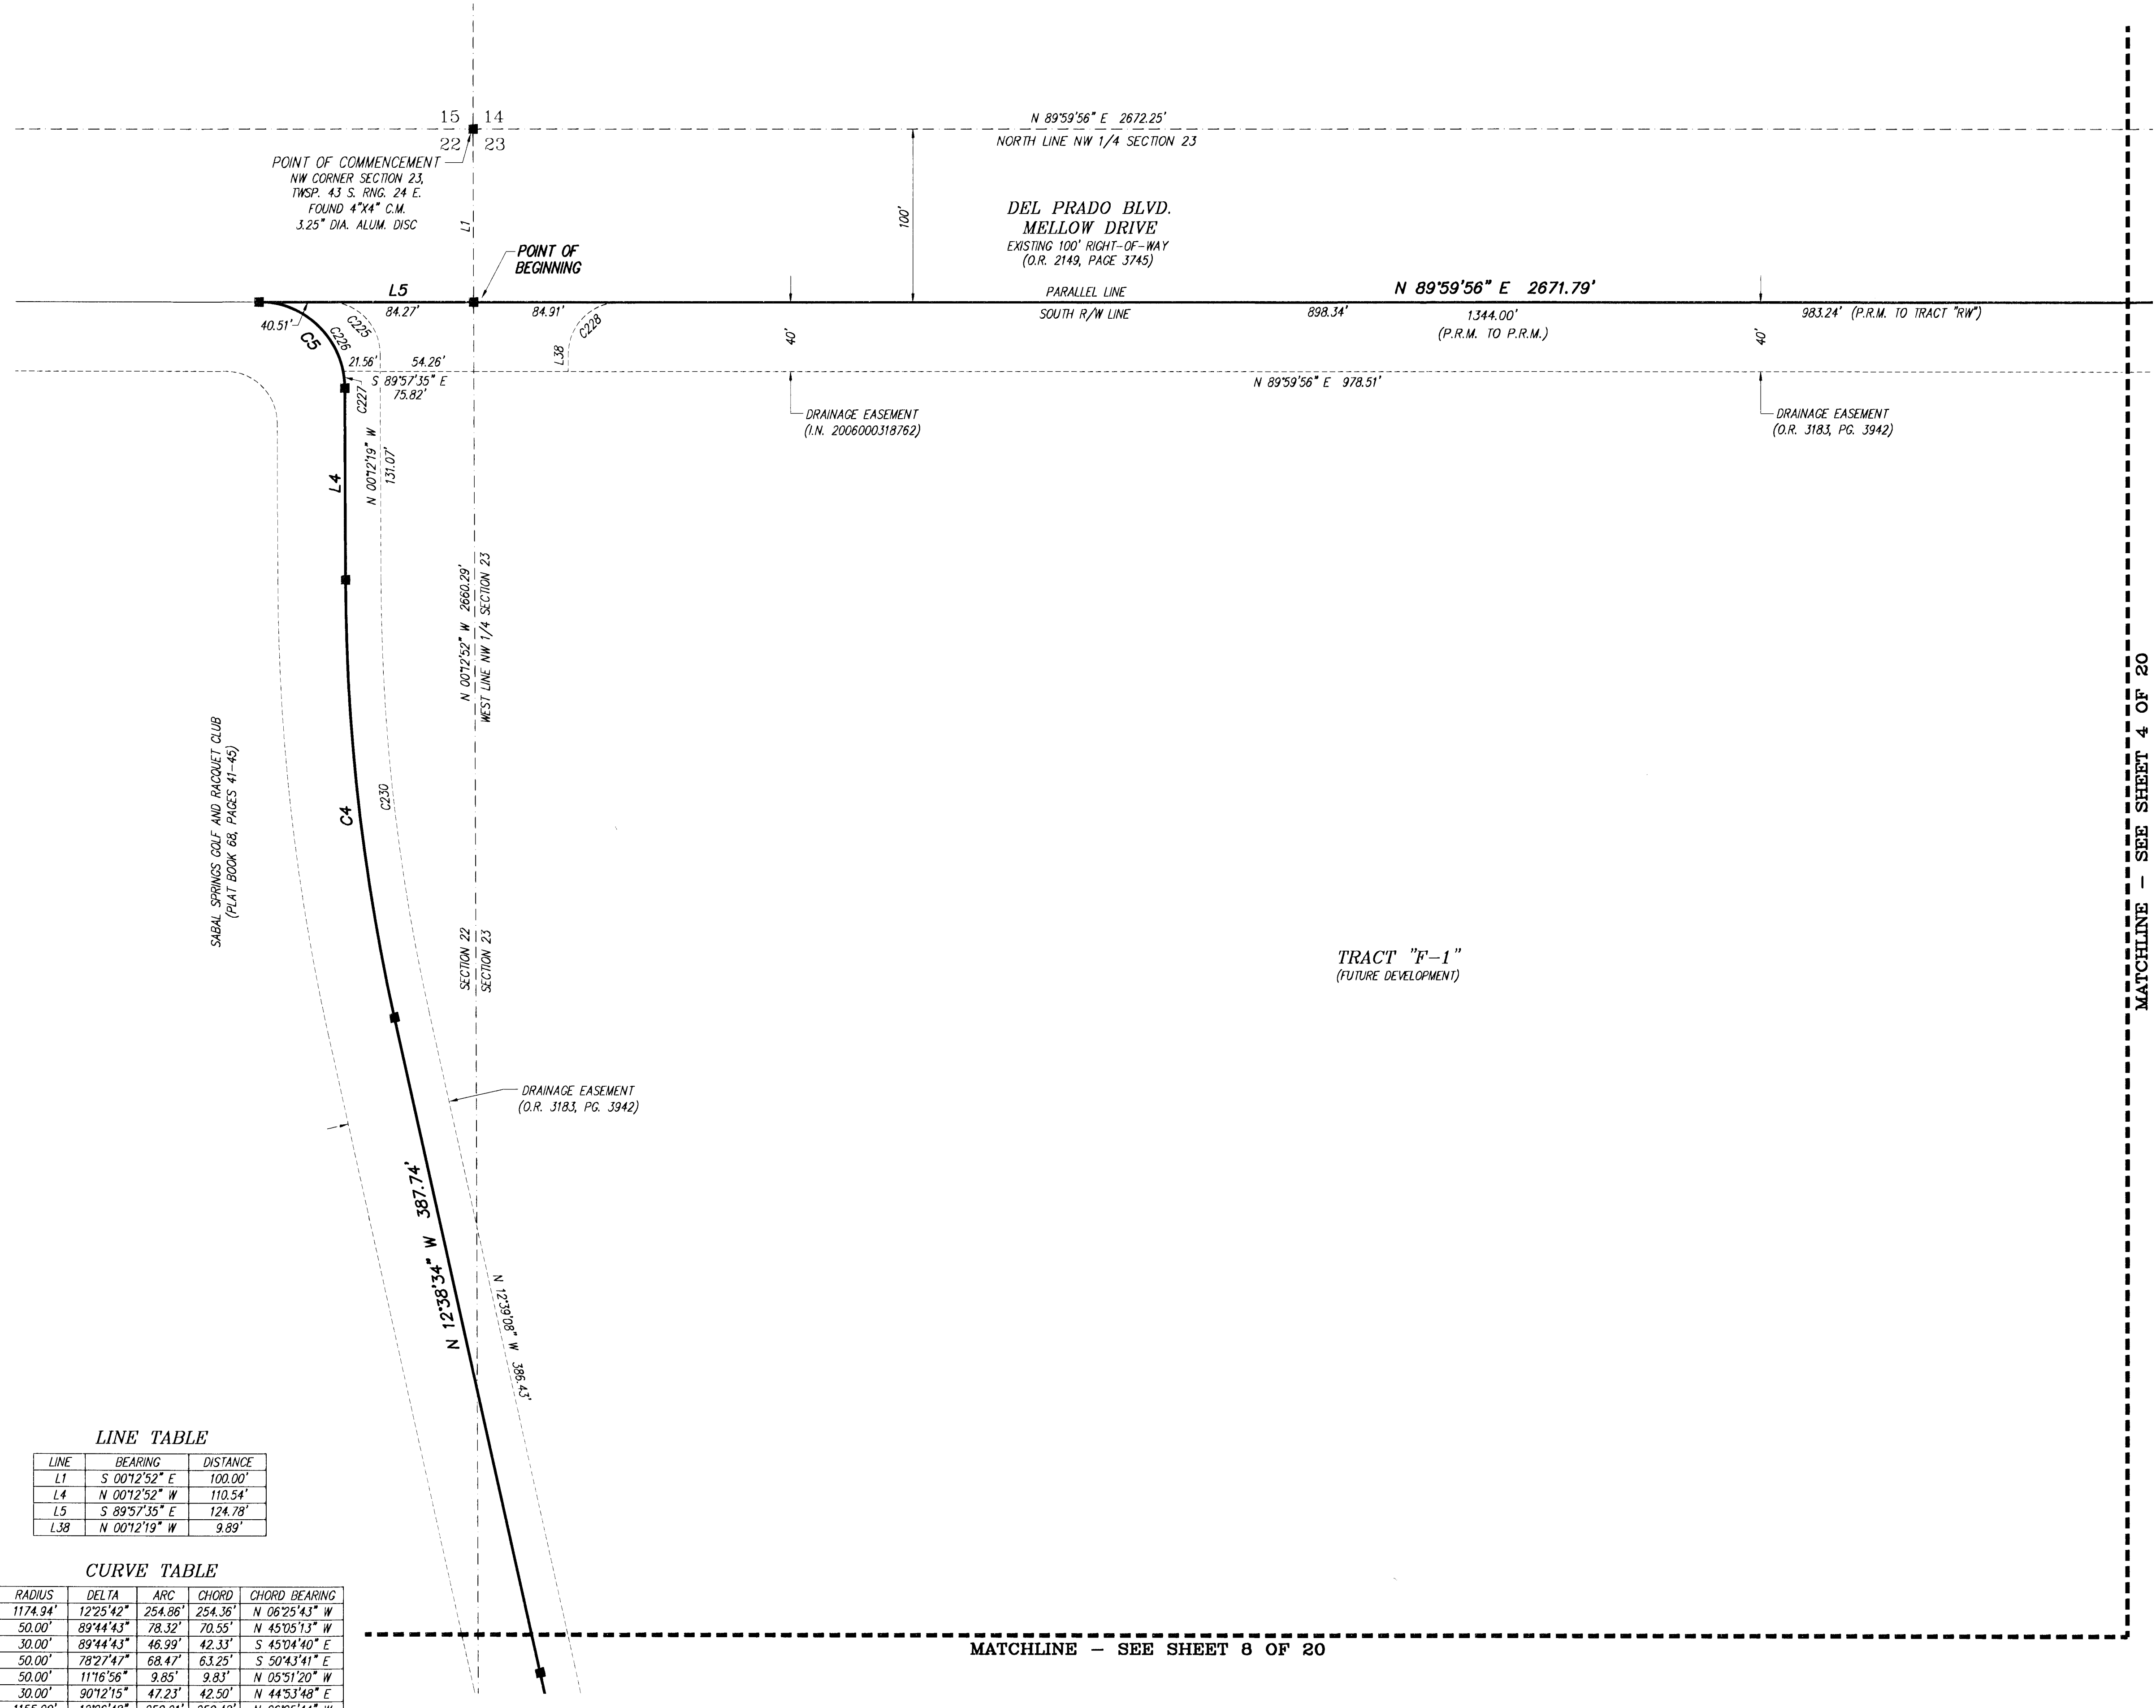 15 14
22 23
N 89°59'56" E 2672.25'
NORTH LINE NW 1/4 SECTION 23
POINT OF COMMENCEMENT
NW CORNER SECTION 23,
TWSP. 43 S. RNG. 24 E.
FOUND 4"X4" C.M.
3.25" DIA. ALUM. DISC
L1
100'
DEL PRADO BLVD.
MELLOW DRIVE
EXISTING 100' RIGHT-OF-WAY
(O.R. 2149, PAGE 3745)
POINT OF
BEGINNING
L5
84.27'
84.91'
PARALLEL LINE
SOUTH R/W LINE
N 89°59'56" E 2671.79'
898.34'
1344.00'
(P.R.M. TO P.R.M.)
983.24' (P.R.M. TO TRACT "RW")
40.51'
C5
C226
C225
C228
L38
40'
40'
21.56'
54.26'
S 89°57'35" E
75.82'
C227
N 89°59'56" E 978.51'
DRAINAGE EASEMENT
(I.N. 2006000318762)
DRAINAGE EASEMENT
(O.R. 3183, PG. 3942)
L4
N 00°12'19" W
131.07'
N 00°12'52" W 2660.29'
WEST LINE NW 1/4 SECTION 23
SABAL SPRINGS GOLF AND RACQUET CLUB
(PLAT BOOK 68, PAGES 41-45)
C4
C230
SECTION 22
SECTION 23
TRACT "F-1"
(FUTURE DEVELOPMENT)
MATCHLINE - SEE SHEET 4 OF 20
DRAINAGE EASEMENT
(O.R. 3183, PG. 3942)
N 12°38'34" W 387.74'
N 12°39'08" W 386.43'
LINE TABLE
LINE BEARING DISTANCE
L1 S 00°12'52" E 100.00'
L4 N 00°12'52" W 110.54'
L5 S 89°57'35" E 124.78'
L38 N 00°12'19" W 9.89'
CURVE TABLE
RADIUS DELTA ARC CHORD CHORD BEARING
1174.94' 12°25'42" 254.86' 254.36' N 06°25'43" W
50.00' 89°44'43" 78.32' 70.55' N 45°05'13" W
30.00' 89°44'43" 46.99' 42.33' S 45°04'40" E
50.00' 78°27'47" 68.47' 63.25' S 50°43'41" E
50.00' 11°16'56" 9.85' 9.83' N 05°51'20" W
30.00' 90°12'15" 47.23' 42.50' N 44°53'48" E
MATCHLINE - SEE SHEET 8 OF 20